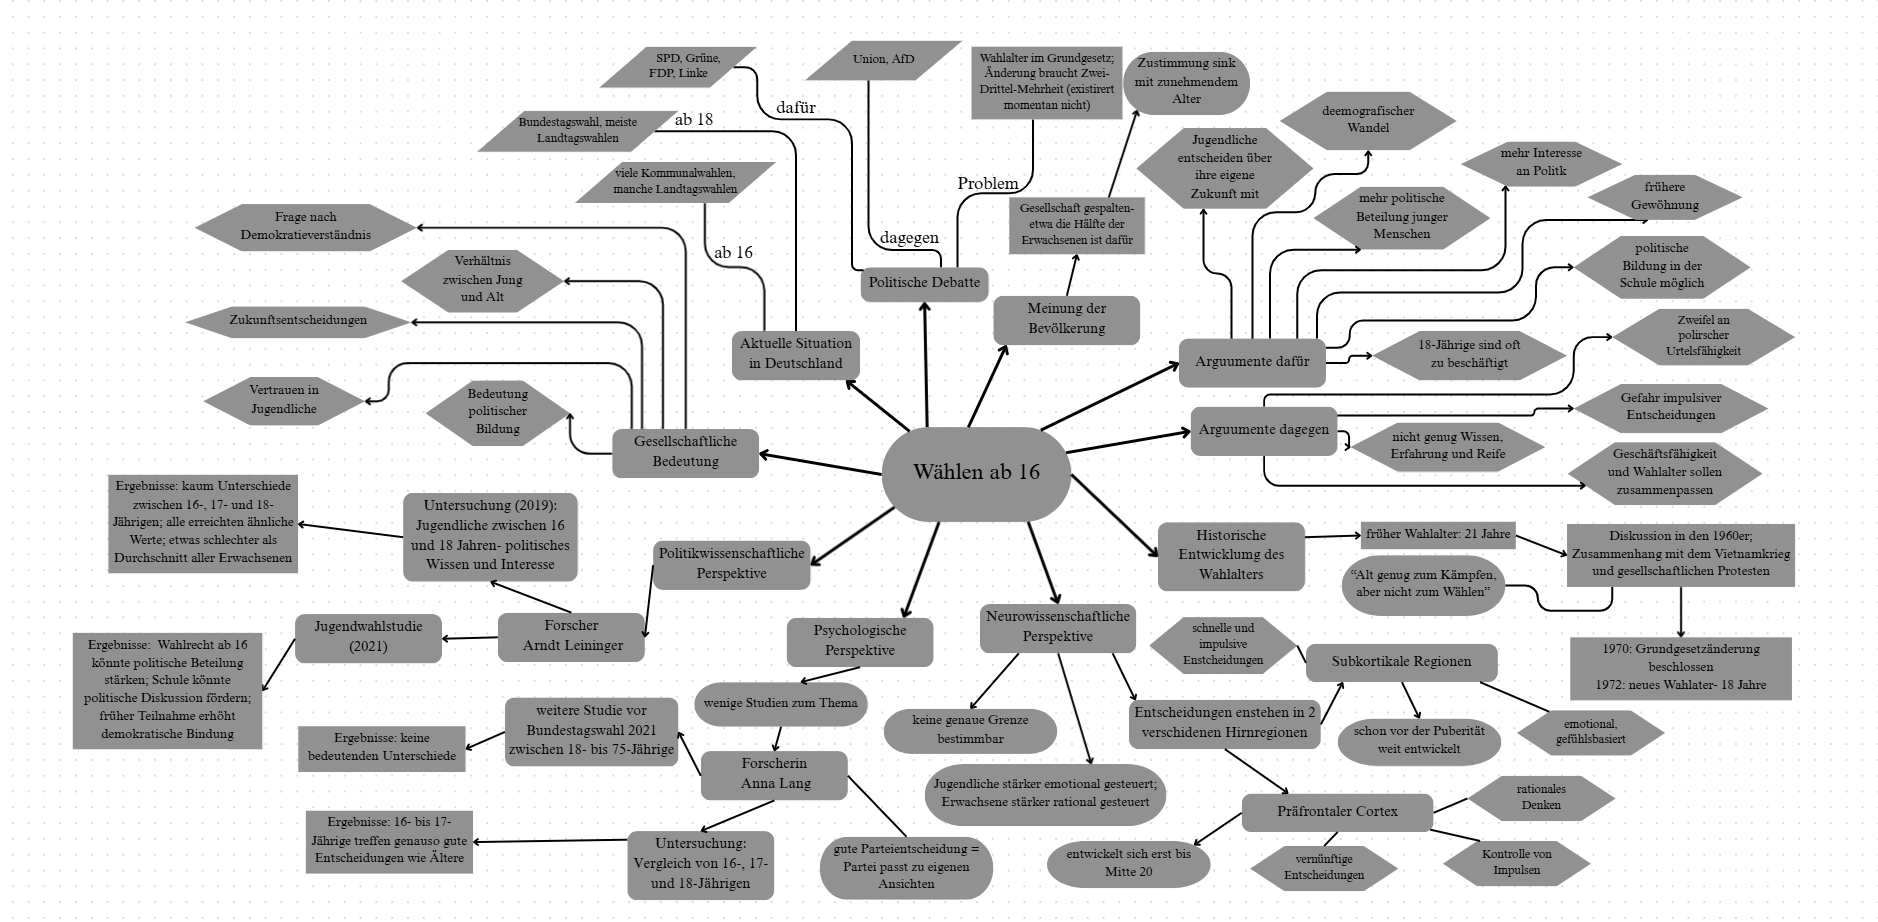 SPD, Grüne,
FDP, Linke
dafür
Bundestagswahl, meiste
Landtagswahlen
ab 18
viele Kommunalwahlen,
manche Landtagswahlen
ab 16
Union, AfD
dagegen
Wahlalter im Grundgesetz;
Änderung braucht Zwei-
Drittel-Mehrheit (existirert
momentan nicht)
Problem
Politische Debatte
Aktuelle Situation
in Deutschland
Zustimmung sink
mit zunehmendem
Alter
Gesellschaft gespalten-
etwa die Hälfte der
Erwachsenen ist dafür
Meinung der
Bevölkerung
Jugendliche
entscheiden über
ihre eigene
Zukunft mit
deemografischer
Wandel
mehr politische
Beteilung junger
Menschen
mehr Interesse
an Politk
frühere
Gewöhnung
politische
Bildung in der
Schule möglich
18-Jährige sind oft
zu beschäftigt
Arguumente dafür
Zweifel an
polirscher
Urtelsfähigkeit
Gefahr impulsiver
Entscheidungen
nicht genug Wissen,
Erfahrung und Reife
Geschäftsfähigkeit
und Wahlalter sollen
zusammenpassen
Arguumente dagegen
Frage nach
Demokratieverständnis
Verhältnis
zwischen Jung
und Alt
Zukunftsentscheidungen
Vertrauen in
Jugendliche
Bedeutung
politischer
Bildung
Gesellschaftliche
Bedeutung
Wählen ab 16
Historische
Entwicklumg des
Wahlalters
früher Wahlalter: 21 Jahre
Diskussion in den 1960er;
Zusammenhang mit dem Vietnamkrieg
und gesellschaftlichen Protesten
“Alt genug zum Kämpfen,
aber nicht zum Wählen”
1970: Grundgesetzänderung
beschlossen
1972: neues Wahlater- 18 Jahre
Politikwissenschaftliche
Perspektive
Forscher
Arndt Leininger
Untersuchung (2019):
Jugendliche zwischen 16
und 18 Jahren- politisches
Wissen und Interesse
Ergebnisse: kaum Unterschiede
zwischen 16-, 17- und 18-
Jährigen; alle erreichten ähnliche
Werte; etwas schlechter als
Durchschnitt aller Erwachsenen
Jugendwahlstudie
(2021)
Ergebnisse:  Wahlrecht ab 16
könnte politische Beteilung
stärken; Schule könnte
politische Diskussion fördern;
früher Teilnahme erhöht
demokratische Bindung
Psychologische
Perspektive
wenige Studien zum Thema
Forscherin
Anna Lang
weitere Studie vor
Bundestagswahl 2021
zwischen 18- bis 75-Jährige
Ergebnisse: keine
bedeutenden Unterschiede
Untersuchung:
Vergleich von 16-, 17-
und 18-Jährigen
Ergebnisse: 16- bis 17-
Jährige treffen genauso gute
Entscheidungen wie Ältere
gute Parteientscheidung =
Partei passt zu eigenen
Ansichten
Neurowissenschaftliche
Perspektive
keine genaue Grenze
bestimmbar
Jugendliche stärker emotional gesteuert;
Erwachsene stärker rational gesteuert
Entscheidungen enstehen in 2
verschidenen Hirnregionen
Subkortikale Regionen
schnelle und
impulsive
Enstcheidungen
schon vor der Puberität
weit entwickelt
emotional,
gefühlsbasiert
Präfrontaler Cortex
rationales
Denken
entwickelt sich erst bis
Mitte 20
vernünftige
Entscheidungen
Kontrolle von
Impulsen